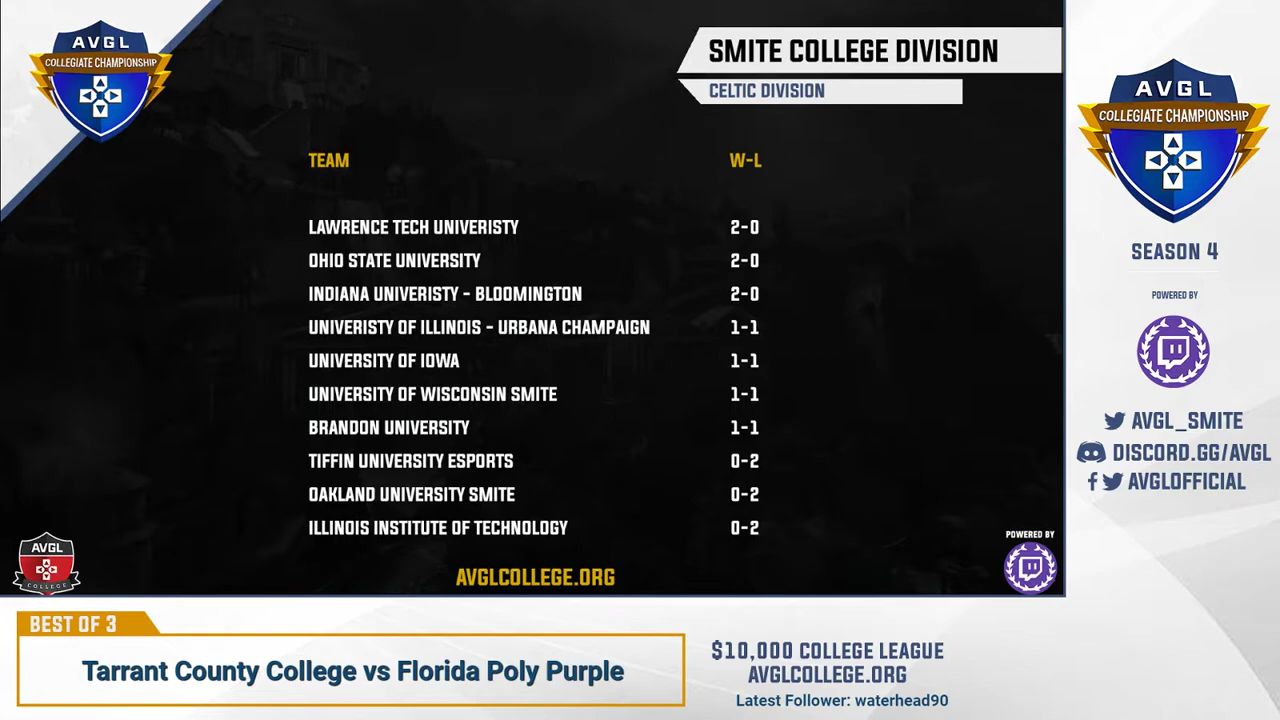 AVGL
COLLEGIATE CHAMPIONSHIP
SMITE COLLEGE DIVISION
CELTIC DIVISION
TEAM W-L
LAWRENCE TECH UNIVERISTY 2-0
OHIO STATE UNIVERSITY 2-0
INDIANA UNIVERISTY - BLOOMINGTON 2-0
UNIVERISTY OF ILLINOIS - URBANA CHAMPAIGN 1-1
UNIVERSITY OF IOWA 1-1
UNIVERSITY OF WISCONSIN SMITE 1-1
BRANDON UNIVERSITY 1-1
TIFFIN UNIVERSITY ESPORTS 0-2
OAKLAND UNIVERSITY SMITE 0-2
ILLINOIS INSTITUTE OF TECHNOLOGY 0-2
AVGLCOLLEGE.ORG
AVGL
COLLEGE
POWERED BY
AVGL
COLLEGIATE CHAMPIONSHIP
SEASON 4
POWERED BY
AVGL_SMITE
DISCORD.GG/AVGL
AVGLOFFICIAL
BEST OF 3
Tarrant County College vs Florida Poly Purple
$10,000 COLLEGE LEAGUE
AVGLCOLLEGE.ORG
Latest Follower: waterhead90